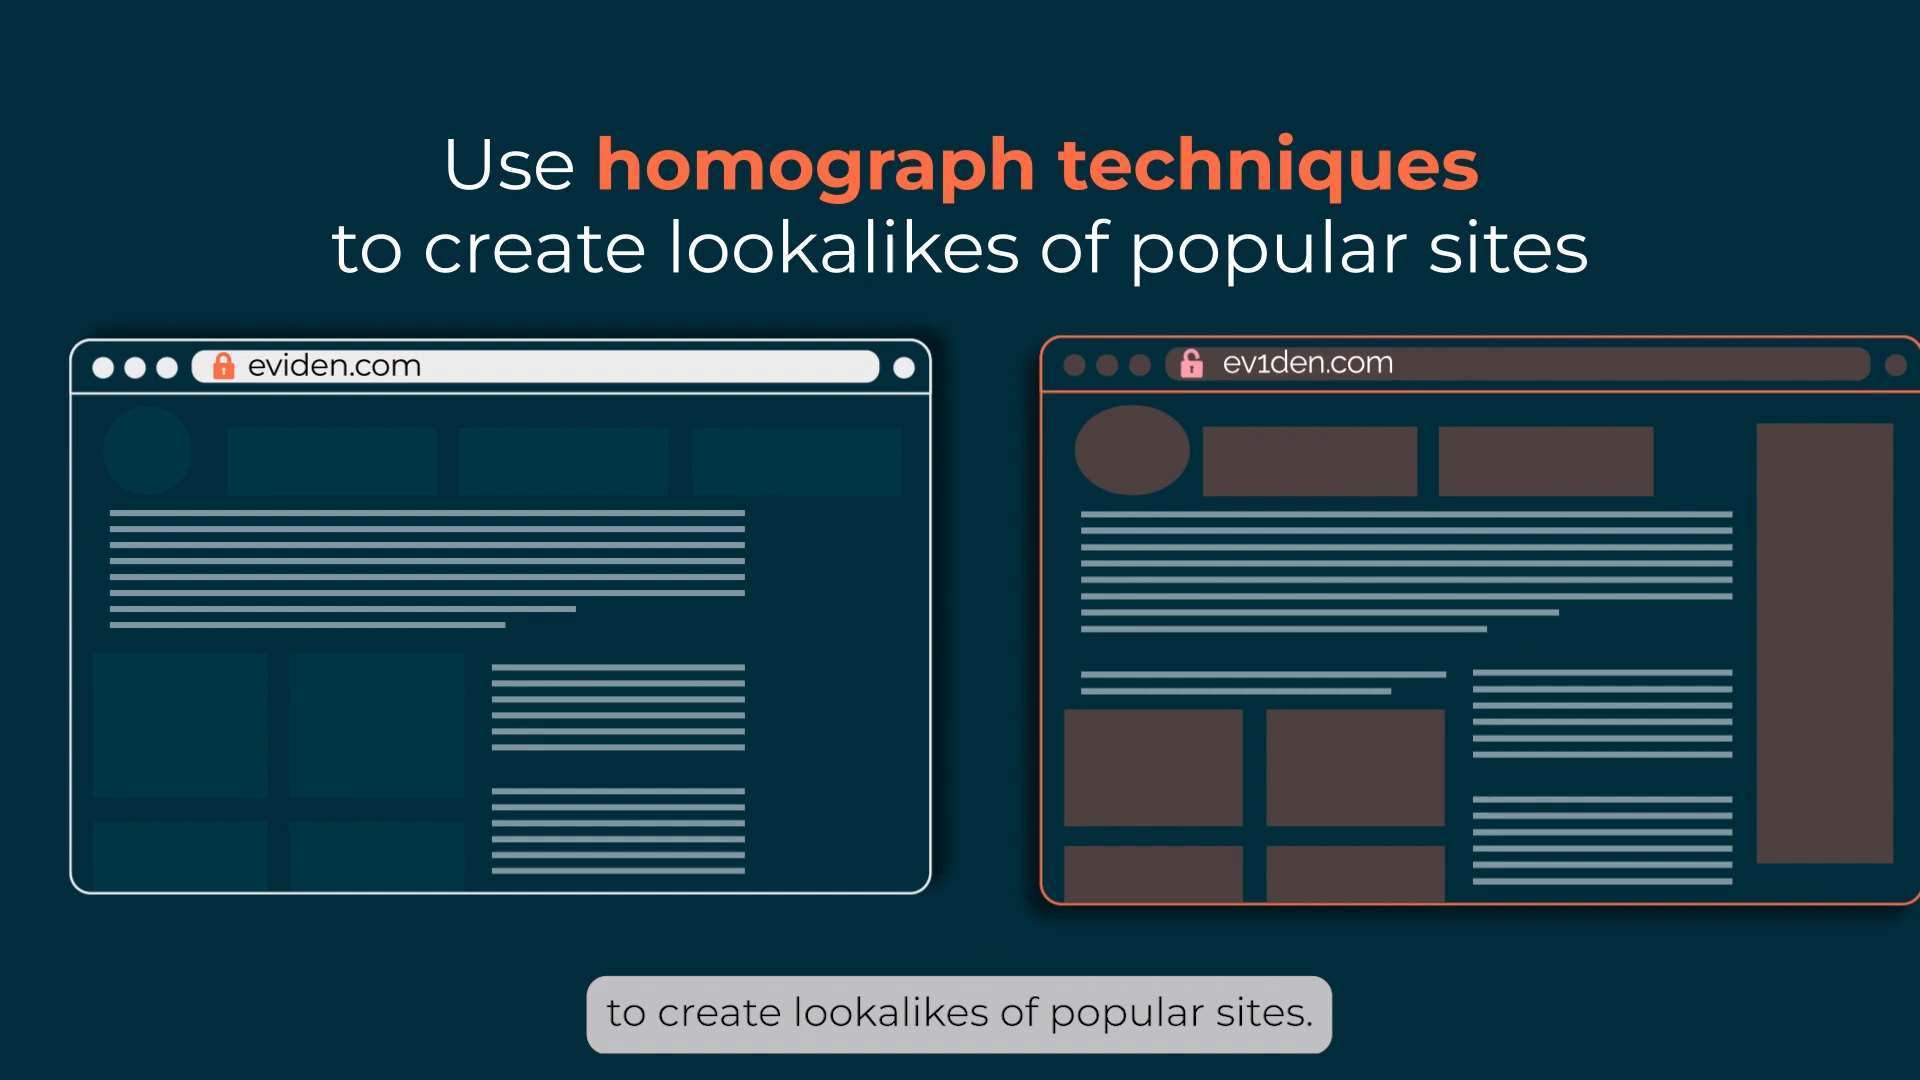 Use homograph techniques
to create lookalikes of popular sites
eviden.com
ev1den.com
to create lookalikes of popular sites.